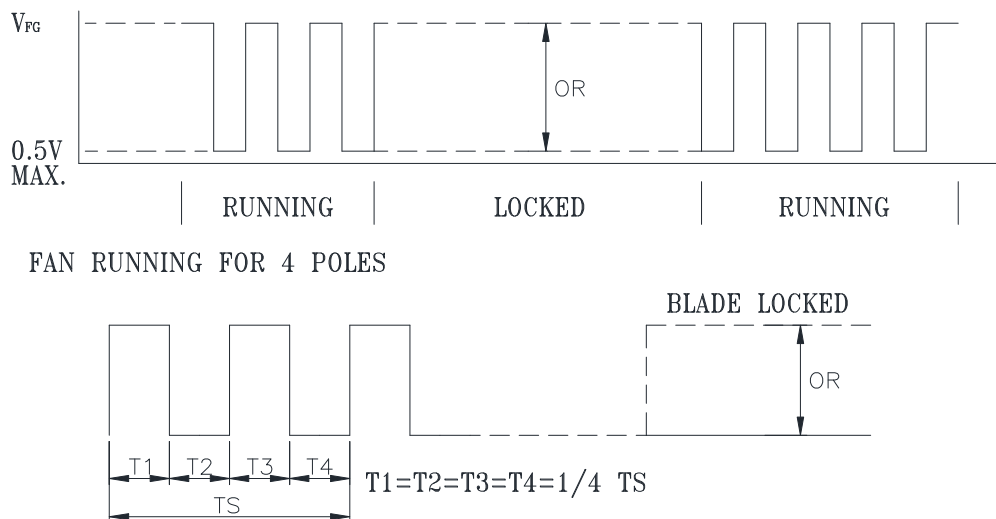 VFG
OR
0.5V
MAX.
RUNNING LOCKED RUNNING
FAN RUNNING FOR 4 POLES
BLADE LOCKED
OR
T1 T2 T3 T4
T1=T2=T3=T4=1/4 TS
TS